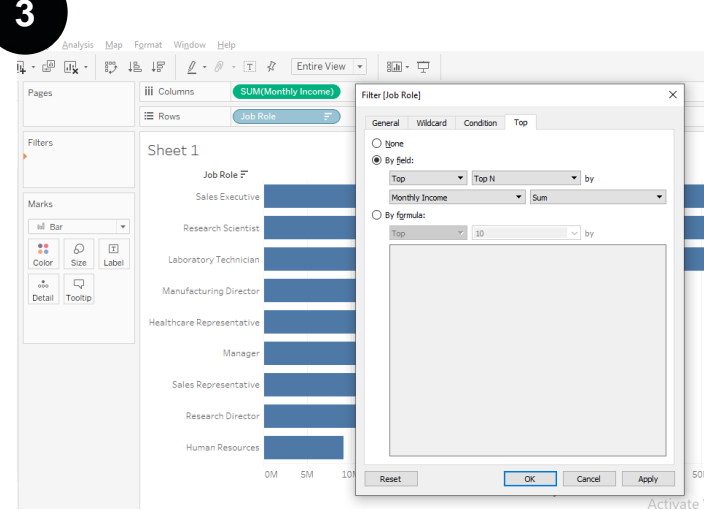 3
Analysis Map Format Window Help
Entire View
Pages
Columns
SUM(Monthly Income)
Rows
Job Role
Filters
Marks
Bar
Color Size Label
Detail Tooltip
Sheet 1
Job Role
Sales Executive
Research Scientist
Laboratory Technician
Manufacturing Director
Healthcare Representative
Manager
Sales Representative
Research Director
Human Resources
0M 5M 10
50
Filter [Job Role]
General Wildcard Condition Top
None
By field:
Top Top N by
Monthly Income Sum
By formula:
Top 10 by
Reset OK Cancel Apply
Activate